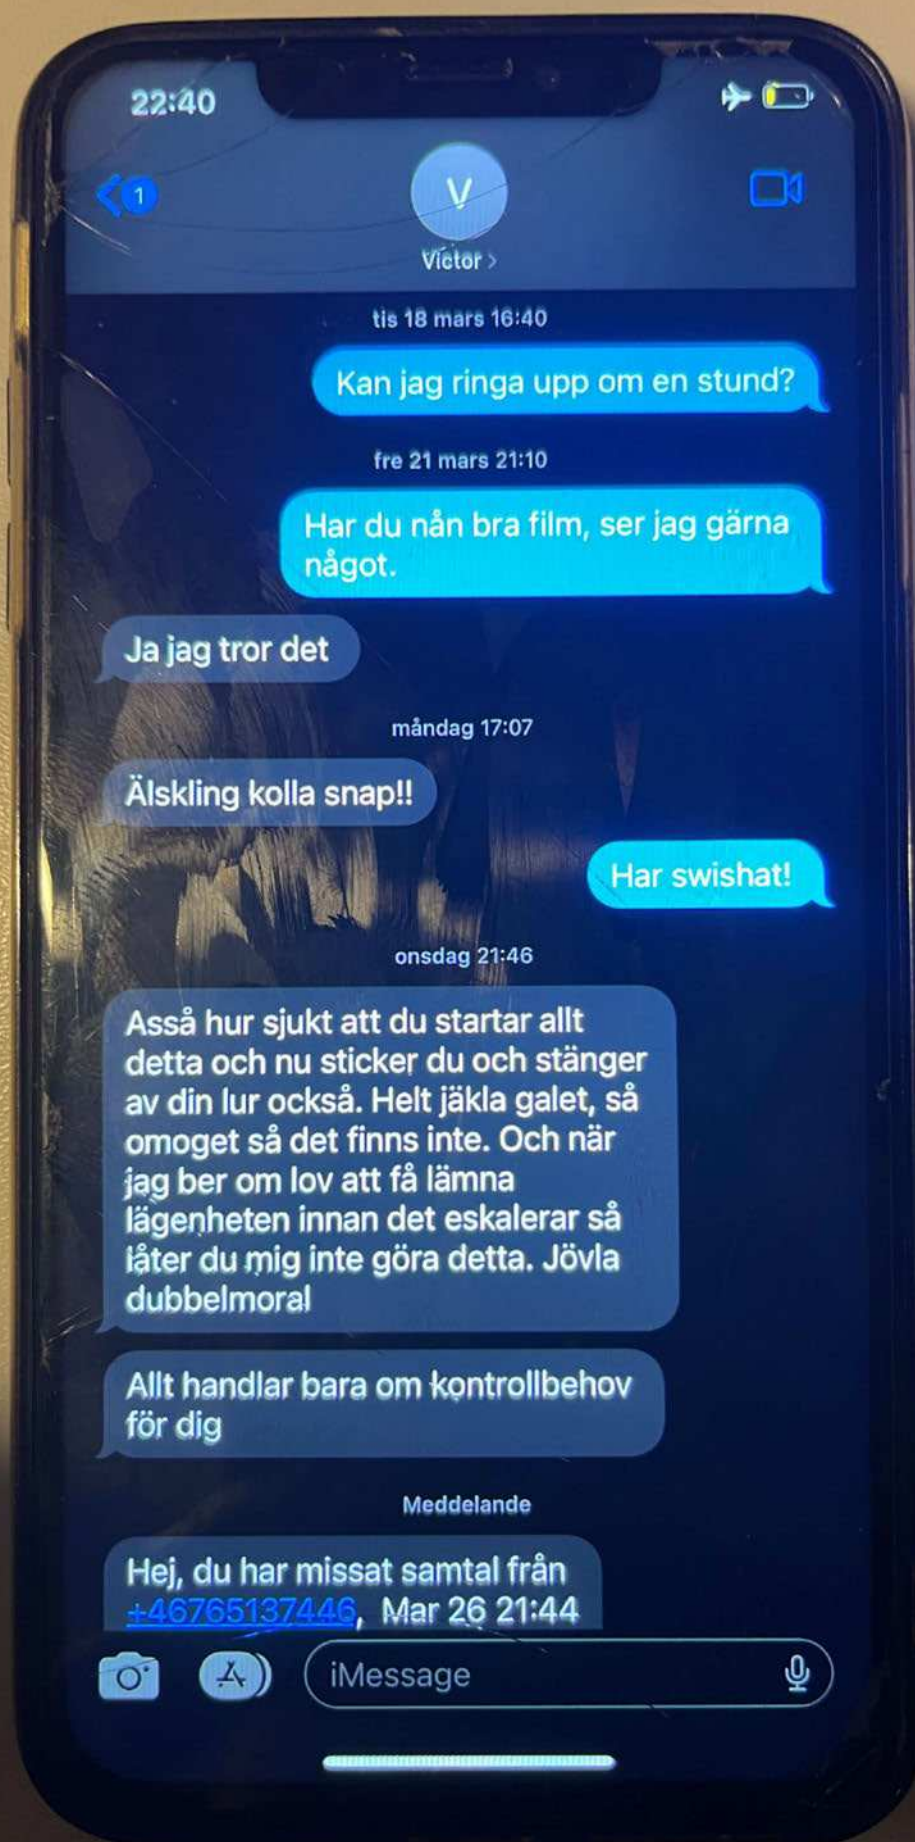 22:40
1
V
Victor >
tis 18 mars 16:40
Kan jag ringa upp om en stund?
fre 21 mars 21:10
Har du nån bra film, ser jag gärna
något.
Ja jag tror det
måndag 17:07
Älskling kolla snap!!
Har swishat!
onsdag 21:46
Asså hur sjukt att du startar allt
detta och nu sticker du och stänger
av din lur också. Helt jäkla galet, så
omoget så det finns inte. Och när
jag ber om lov att få lämna
lägenheten innan det eskalerar så
låter du mig inte göra detta. Jövla
dubbelmoral
Allt handlar bara om kontrollbehov
för dig
Meddelande
Hej, du har missat samtal från
+46765137446, Mar 26 21:44
iMessage